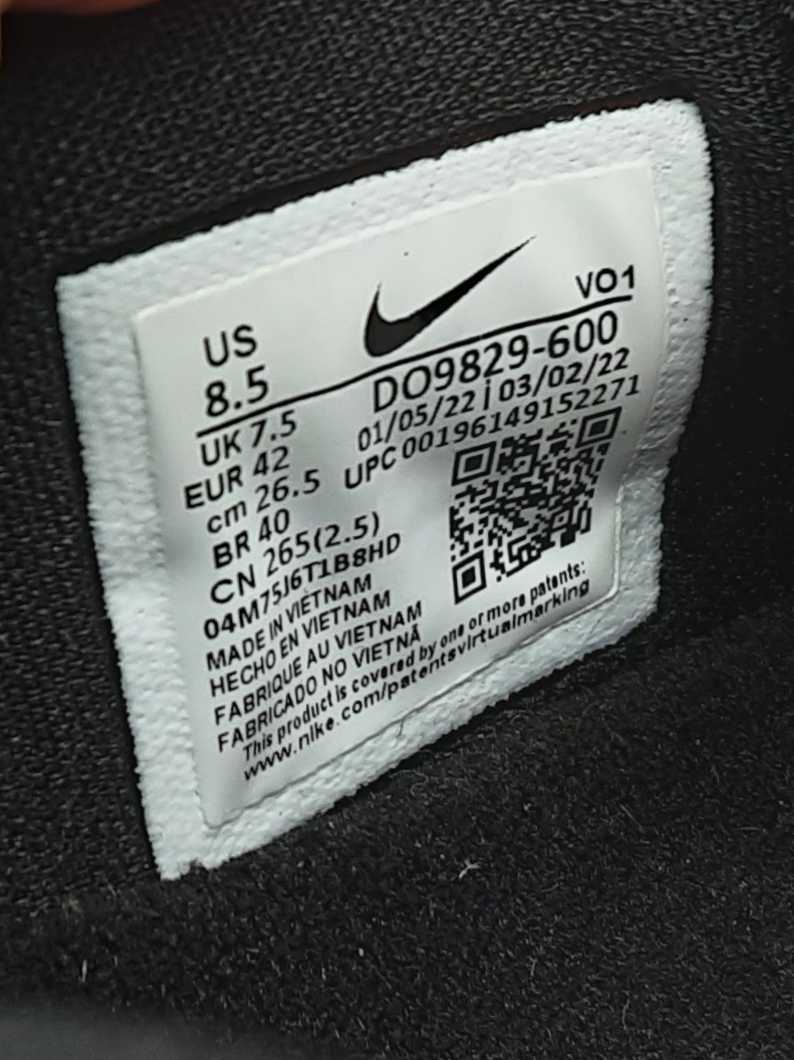 US
8.5
VO1
DO9829-600
01/05/22 | 03/02/22
UPC 00196149152271
UK 7.5
EUR 42
cm 26.5
BR 40
CN 265(2.5)
04M75J6T1B8HD
MADE IN VIETNAM
HECHO EN VIETNAM
FABRIQUE AU VIETNAM
FABRICADO NO VIETNÃ
This product is covered by one or more patents:
www.nike.com/patentsvirtualmarking